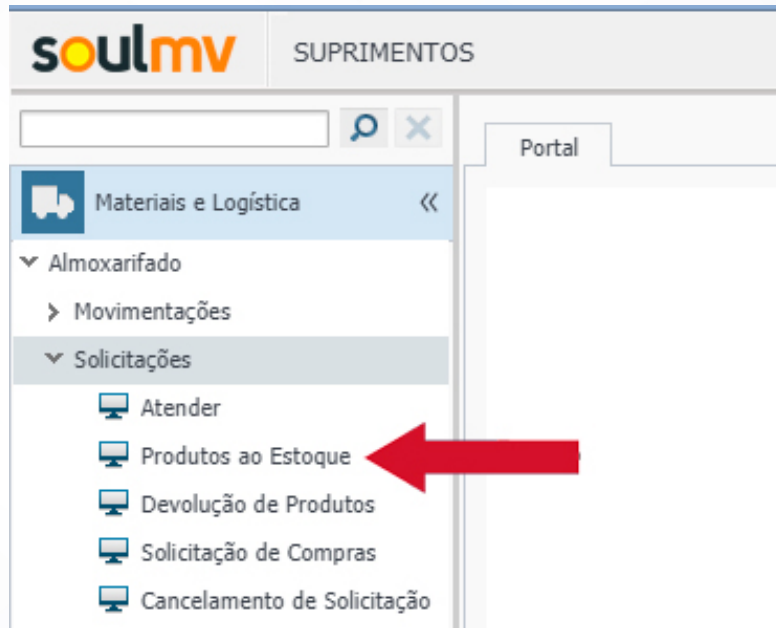 soulmv
SUPRIMENTOS
Portal
Materiais e Logística
Almoxarifado
Movimentações
Solicitações
Atender
Produtos ao Estoque
Devolução de Produtos
Solicitação de Compras
Cancelamento de Solicitação